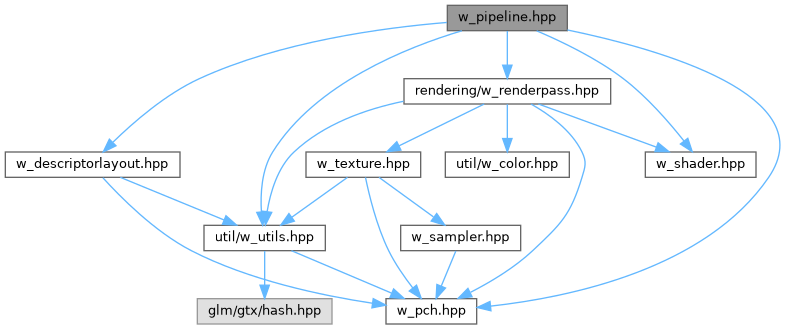 w_pipeline.hpp
rendering/w_renderpass.hpp
w_descriptorlayout.hpp
w_texture.hpp
util/w_color.hpp
w_shader.hpp
util/w_utils.hpp
w_sampler.hpp
glm/gtx/hash.hpp
w_pch.hpp